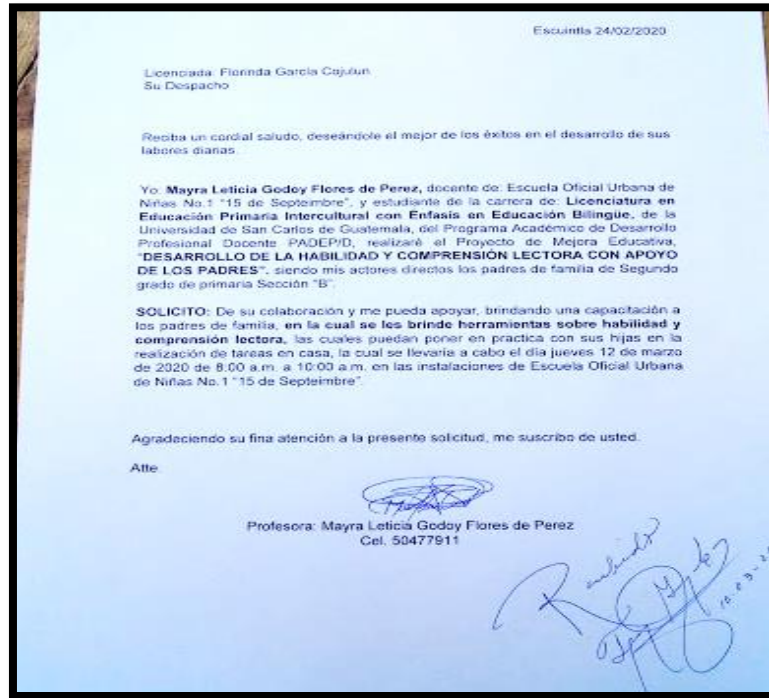 Escuintla 24/02/2020
Licenciada: Florinda García Cojulun
Su Despacho
Reciba un cordial saludo, deseándole el mejor de los éxitos en el desarrollo de sus
labores diarias.
Yo: Mayra Leticia Godoy Flores de Perez, docente de: Escuela Oficial Urbana de
Niñas No.1 "15 de Septeimbre", y estudiante de la carrera de: Licenciatura en
Educación Primaria Intercultural con Énfasis en Educación Bilingüe, de la
Universidad de San Carlos de Guatemala, del Programa Académico de Desarrollo
Profesional Docente PADEP/D, realizaré el Proyecto de Mejora Educativa,
"DESARROLLO DE LA HABILIDAD Y COMPRENSIÓN LECTORA CON APOYO
DE LOS PADRES", siendo mis actores directos los padres de familia de Segundo
grado de primaria Sección "B".
SOLICITO: De su colaboración y me pueda apoyar, brindando una capacitación a
los padres de familia, en la cual se les brinde herramientas sobre habilidad y
comprensión lectora, las cuales puedan poner en practica con sus hijas en la
realización de tareas en casa, la cual se llevaría a cabo el día jueves 12 de marzo
de 2020 de 8:00 a.m. a 10:00 a.m. en las instalaciones de Escuela Oficial Urbana
de Niñas No.1 "15 de Septeimbre".
Agradeciendo su fina atención a la presente solicitud, me suscribo de usted.
Atte.
Profesora: Mayra Leticia Godoy Flores de Perez
Cel. 50477911
Recibido